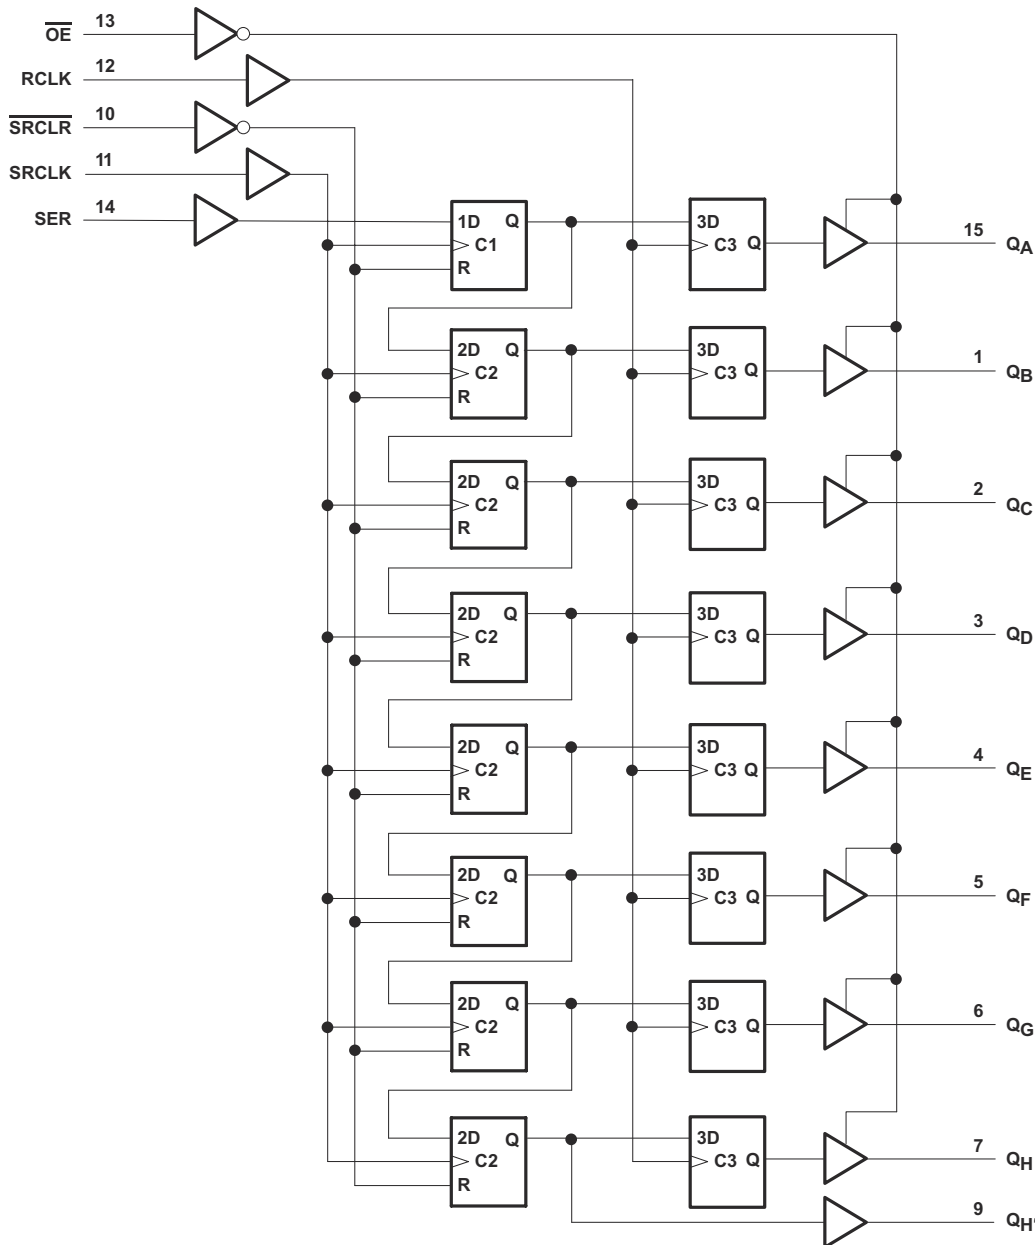 O̅E̅ 13
RCLK 12
S̅R̅C̅L̅R̅ 10
SRCLK 11
SER 14
1D Q 3D
C1 C3 Q 15 QA
R
2D Q 3D
C2 C3 Q 1 QB
R
2D Q 3D
C2 C3 Q 2 QC
R
2D Q 3D
C2 C3 Q 3 QD
R
2D Q 3D
C2 C3 Q 4 QE
R
2D Q 3D
C2 C3 Q 5 QF
R
2D Q 3D
C2 C3 Q 6 QG
R
2D Q 3D
C2 C3 Q 7 QH
R
9 QH'